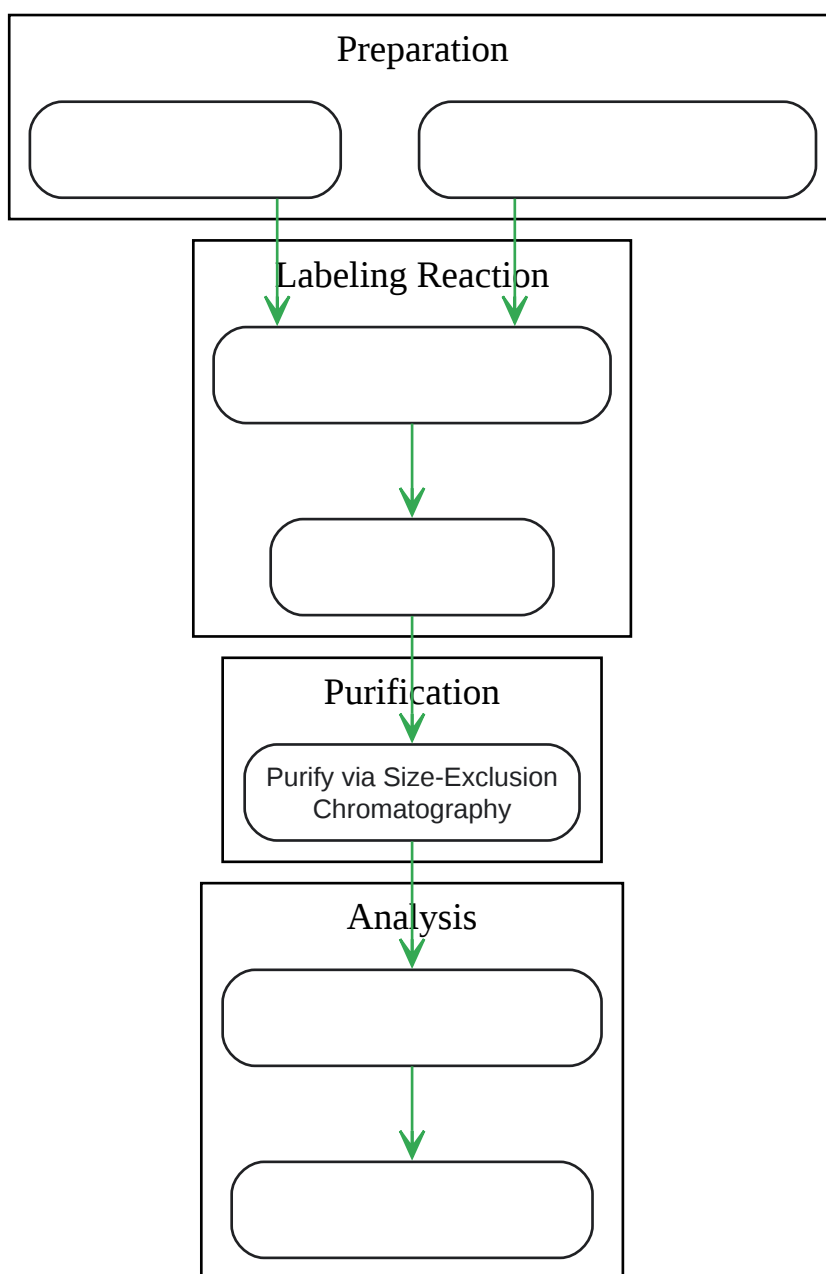 Preparation
Labeling Reaction
Purification
Purify via Size-Exclusion
Chromatography
Analysis